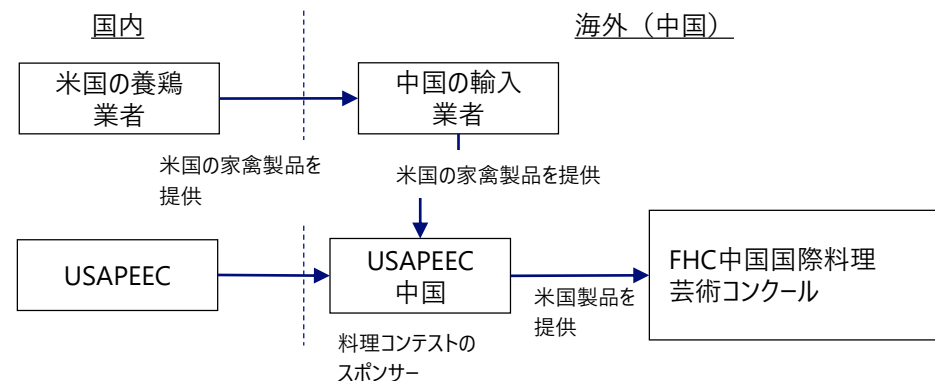 国内
海外（中国）
米国の養鶏
業者
中国の輸入
業者
米国の家禽製品を
提供
米国の家禽製品を提供
USAPEEC
USAPEEC
中国
FHC中国国際料理
芸術コンクール
米国製品を
提供
料理コンテストの
スポンサー